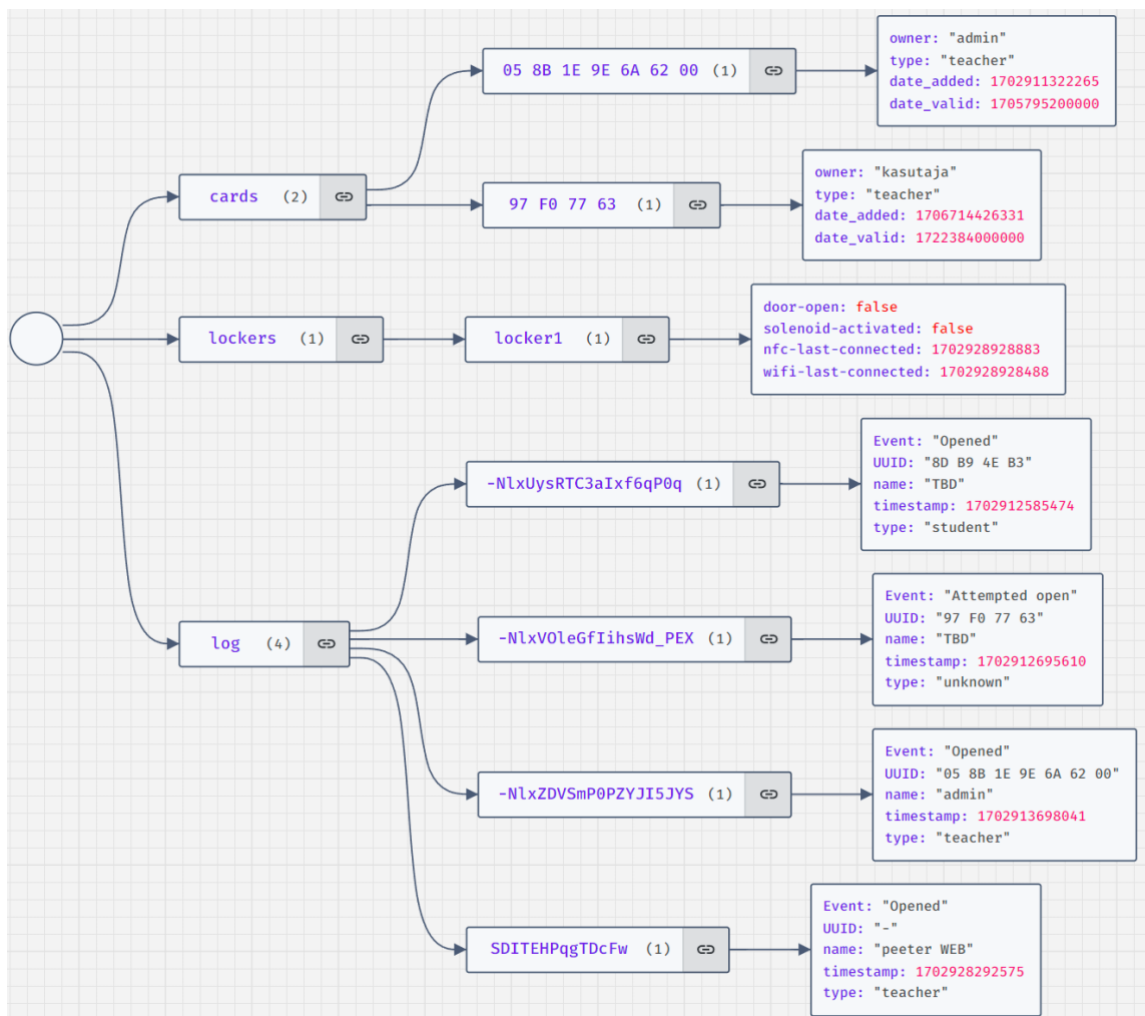 05 8B 1E 9E 6A 62 00 (1)
owner: "admin"
type: "teacher"
date_added: 1702911322265
date_valid: 1705795200000
cards (2)
97 F0 77 63 (1)
owner: "kasutaja"
type: "teacher"
date_added: 1706714426331
date_valid: 1722384000000
lockers (1)
locker1 (1)
door-open: false
solenoid-activated: false
nfc-last-connected: 1702928928883
wifi-last-connected: 1702928928488
log (4)
-NlxUysRTC3aIxf6qP0q (1)
Event: "Opened"
UUID: "8D B9 4E B3"
name: "TBD"
timestamp: 1702912585474
type: "student"
-NlxVOleGfIihsWd_PEX (1)
Event: "Attempted open"
UUID: "97 F0 77 63"
name: "TBD"
timestamp: 1702912695610
type: "unknown"
-NlxZDVSmP0PZYJI5JYS (1)
Event: "Opened"
UUID: "05 8B 1E 9E 6A 62 00"
name: "admin"
timestamp: 1702913698041
type: "teacher"
SDITEHPqgTDcFw (1)
Event: "Opened"
UUID: "-"
name: "peeter WEB"
timestamp: 1702928292575
type: "teacher"